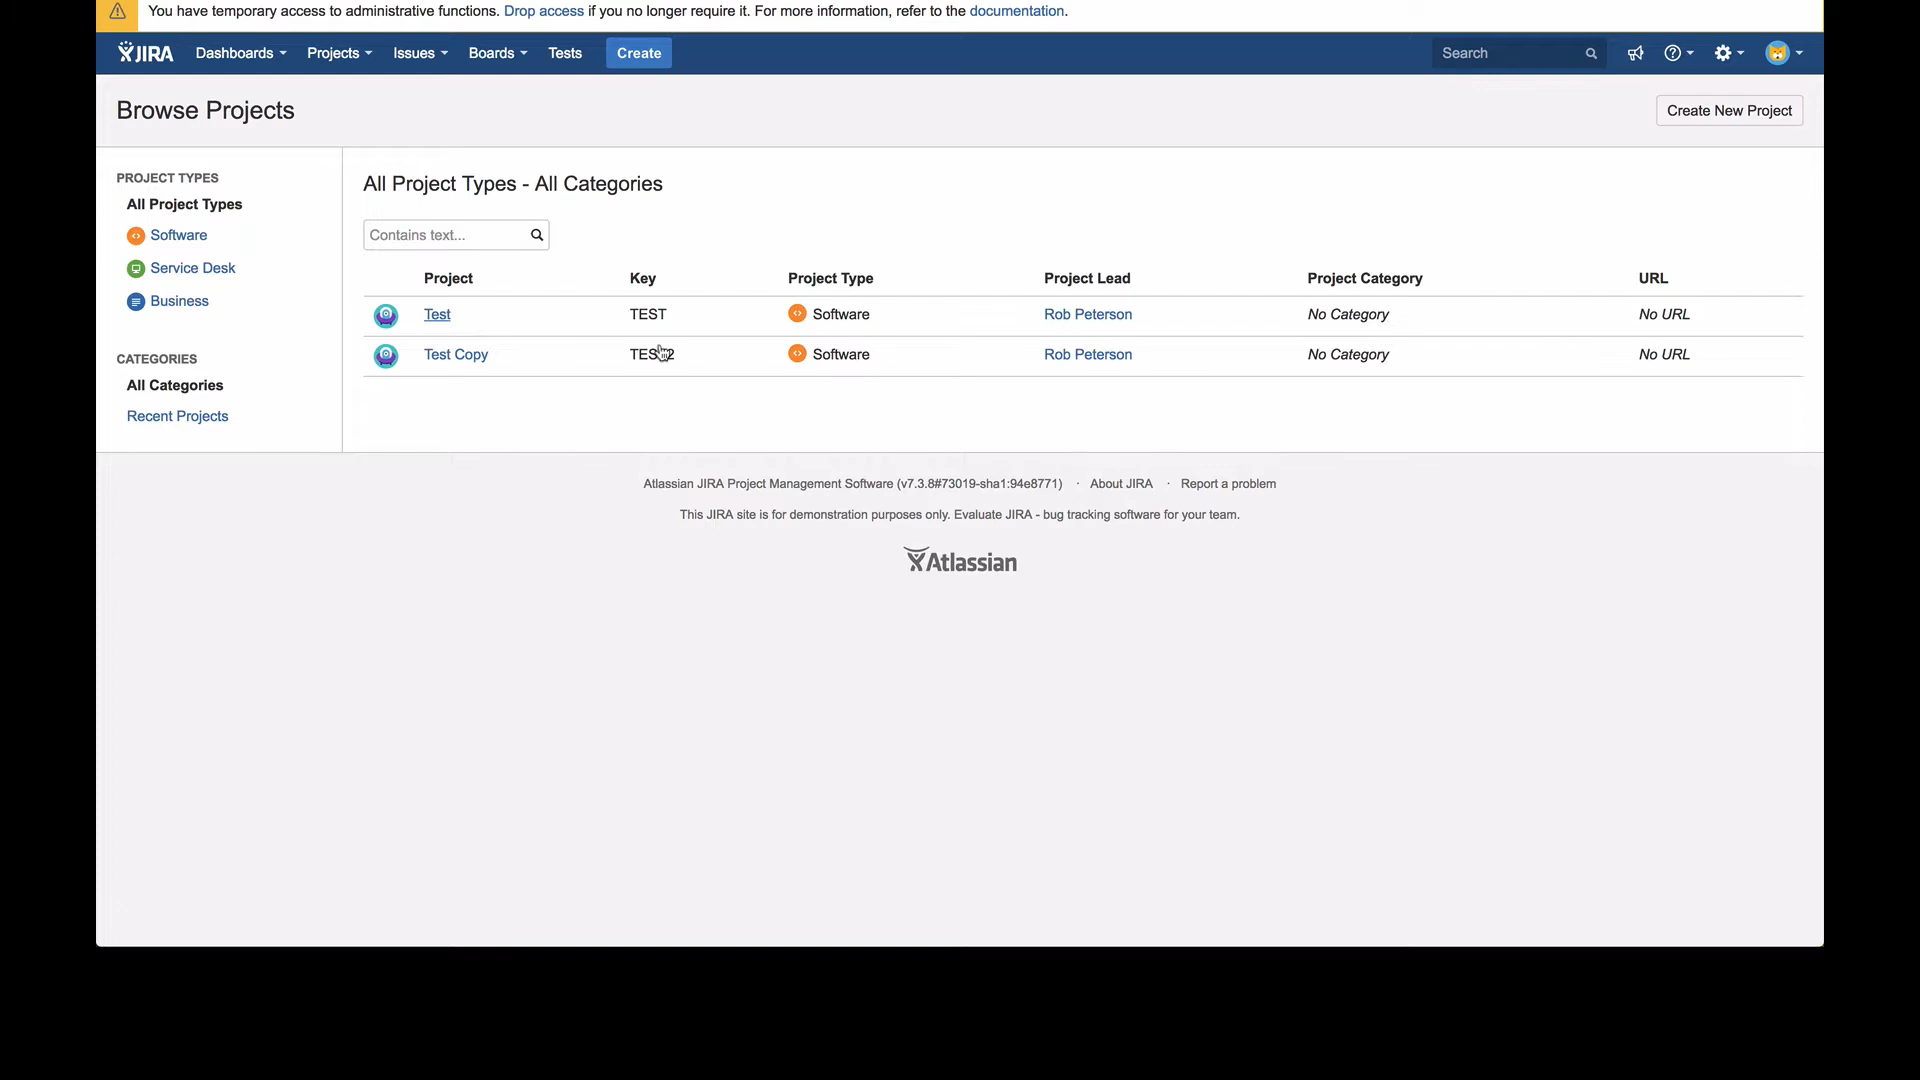 You have temporary access to administrative functions. Drop access if you no longer require it. For more information, refer to the documentation.
JIRA Dashboards Projects Issues Boards Tests Create Search
Browse Projects
Create New Project
PROJECT TYPES
All Project Types
Software
Service Desk
Business
CATEGORIES
All Categories
Recent Projects
All Project Types - All Categories
Contains text...
Project Key Project Type Project Lead Project Category URL
Test TEST Software Rob Peterson No Category No URL
Test Copy Software Rob Peterson No Category No URL
Atlassian JIRA Project Management Software (v7.3.8#73019-sha1:94e8771) · About JIRA · Report a problem
This JIRA site is for demonstration purposes only. Evaluate JIRA - bug tracking software for your team.
Atlassian